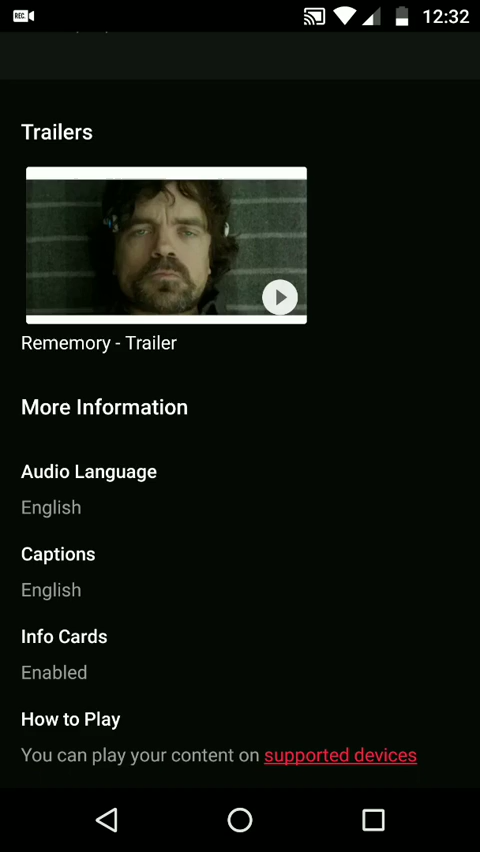 REC
12:32
Trailers
Rememory - Trailer
More Information
Audio Language
English
Captions
English
Info Cards
Enabled
How to Play
You can play your content on supported devices